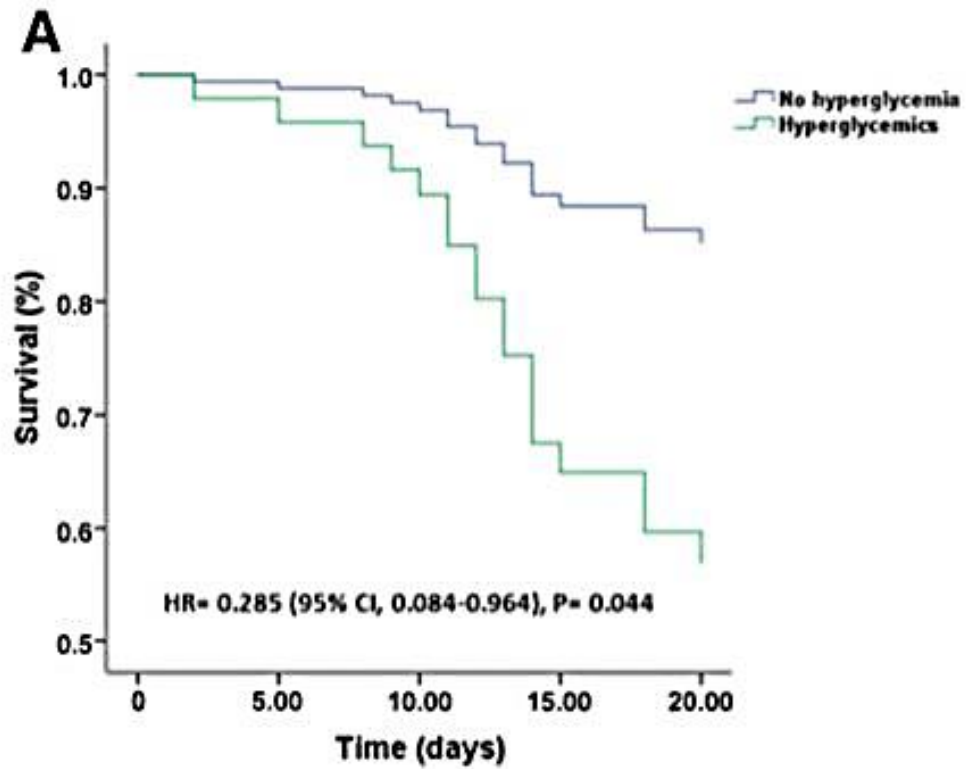 A
1.0
0.9
0.8
0.7
0.6
0.5
Survival (%)
No hyperglycemia
Hyperglycemics
HR= 0.285 (95% CI, 0.084-0.964), P= 0.044
0 5.00 10.00 15.00 20.00
Time (days)